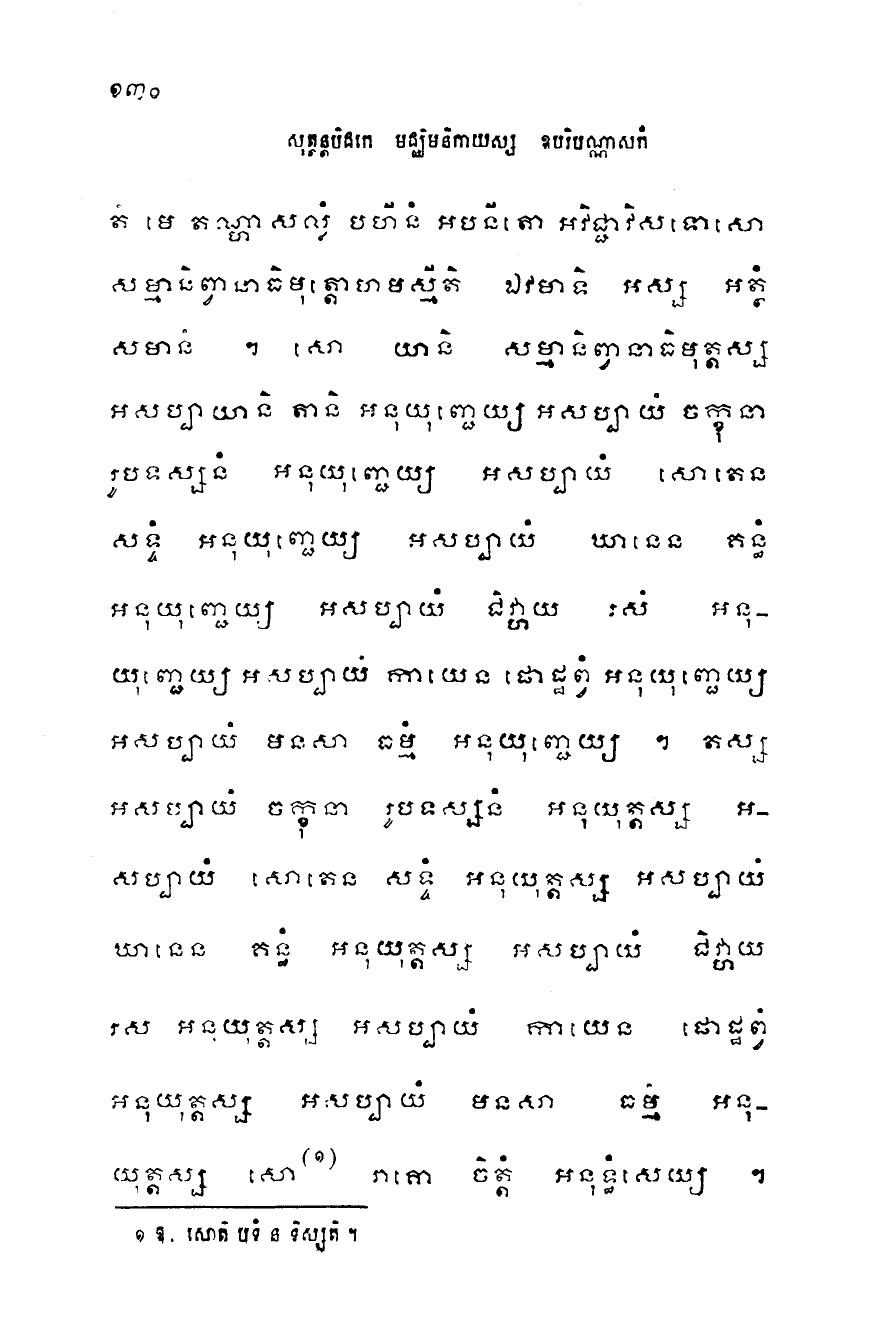 ១៣០
សុត្តន្តបិដកេ មជ្ឈិមនិកាយស្ស ឧបរិបណ្ណាសកំ
តំ មេ តណ្ហាសល្លំ បហីនំ អបនីតោ អវិជ្ជាវិសទោសោ
សម្មានិព្វានាធិមុត្តោហមស្មីតិ ឯវមាទិ អស្ស អត្ថំ
សមានំ ។ សោ យានិ សម្មានិព្វានាធិមុត្តស្ស
អសប្បាយានិ តានិ អនុយុញ្ជេយ្យ អសប្បាយំ ចក្ខុនា
រូបទស្សនំ អនុយុញ្ជេយ្យ អសប្បាយំ សោតេន
សទ្ទំ អនុយុញ្ជេយ្យ អសប្បាយំ ឃានេន គន្ធំ
អនុយុញ្ជេយ្យ អសប្បាយំ ជិវ្ហាយ រសំ អនុ-
យុញ្ជេយ្យ អសប្បាយំ កាយេន ផោដ្ឋព្វំ អនុយុញ្ជេយ្យ
អសប្បាយំ មនសា ធម្មំ អនុយុញ្ជេយ្យ ។ តស្ស
អសប្បាយំ ចក្ខុនា រូបទស្សនំ អនុយុត្តស្ស អ-
សប្បាយំ សោតេន សទ្ទំ អនុយុត្តស្ស អសប្បាយំ
ឃានេន គន្ធំ អនុយុត្តស្ស អសប្បាយំ ជិវ្ហាយ
រស អនុយុត្តស្ស អសប្បាយំ កាយេន ផោដ្ឋព្វំ
អនុយុត្តស្ស អសប្បាយំ មនសា ធម្មំ អនុ-
យុត្តស្ស សោ(១) រាគោ ចិត្តំ អនុទ្ធំសេយ្យ ។
១ ឱ. សោតិ បទំ ន ទិស្សតិ ។